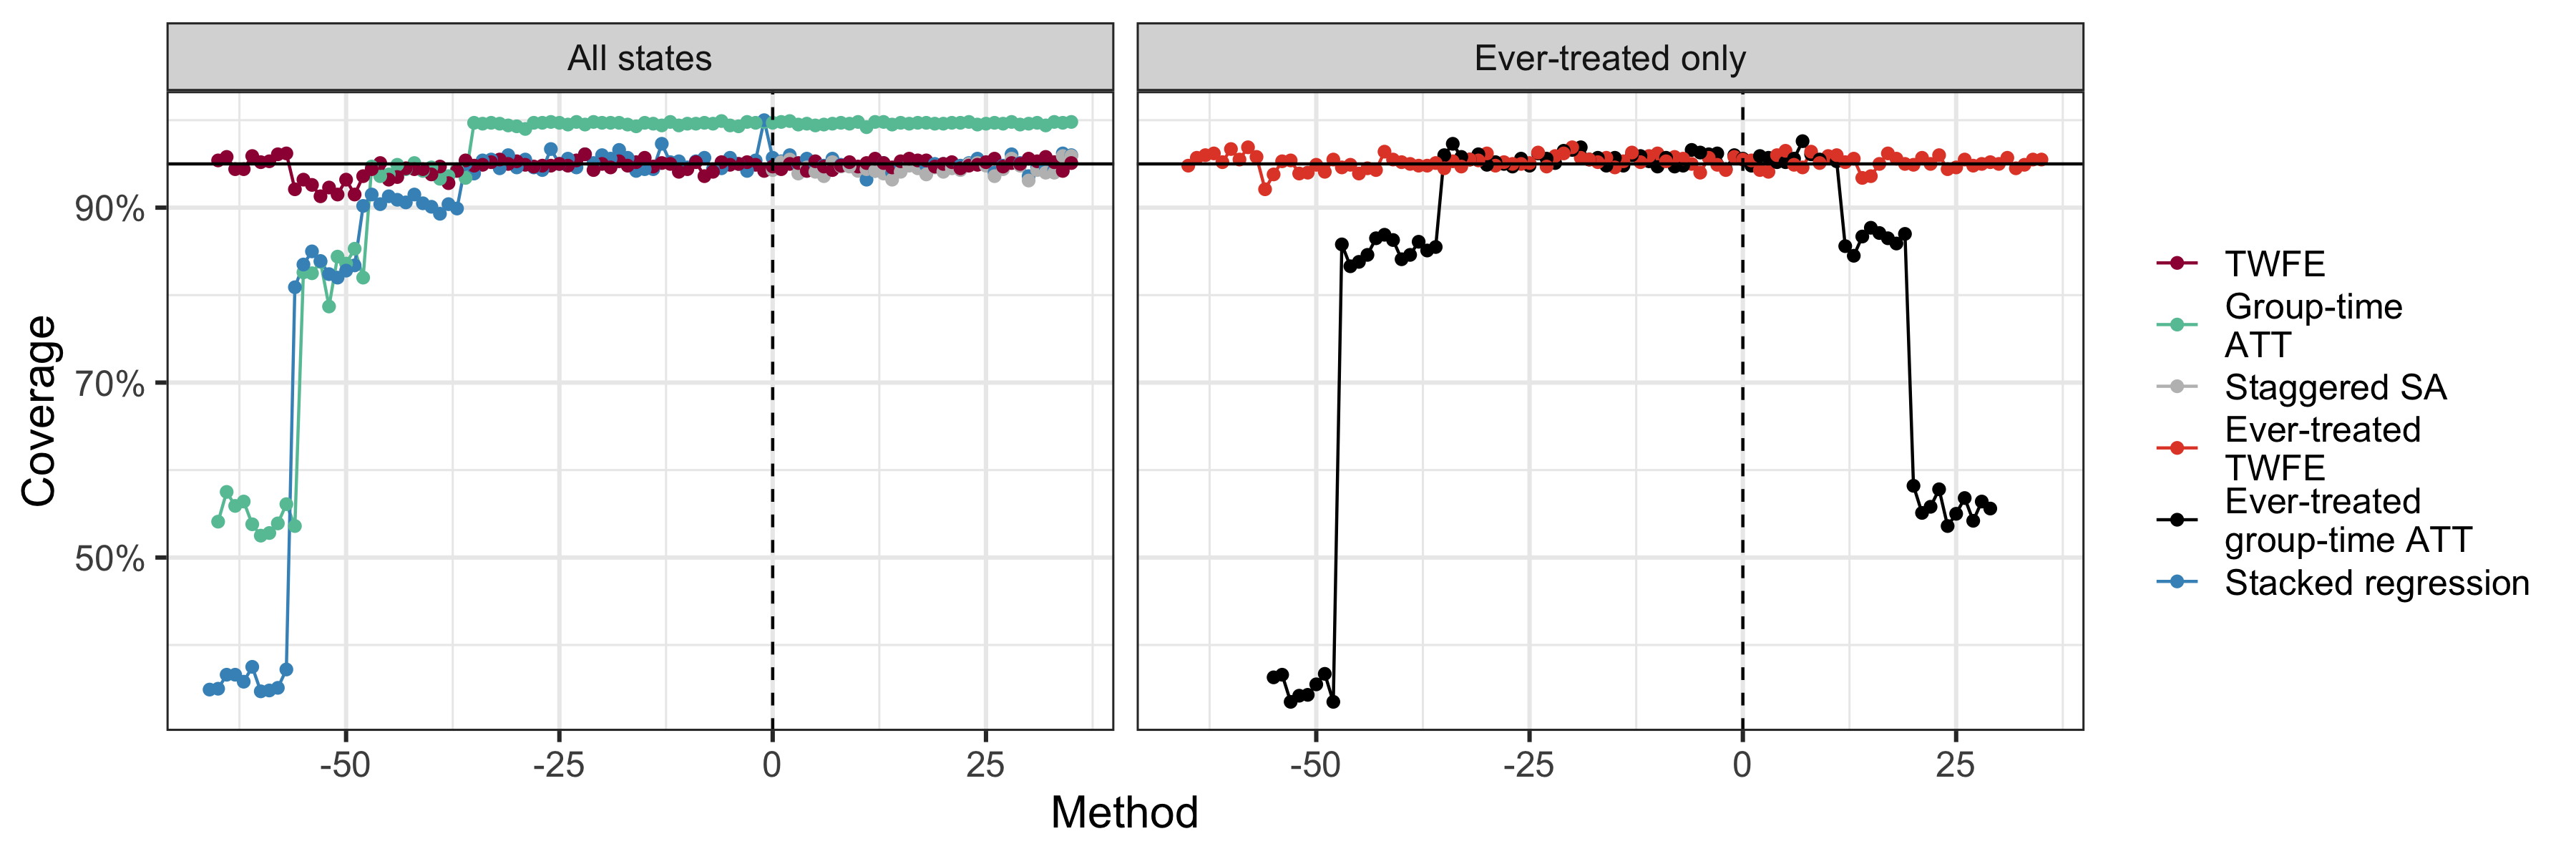 All states
Ever-treated only
Coverage
90%
70%
50%
-50
-25
0
25
-50
-25
0
25
Method
TWFE
Group-time
ATT
Staggered SA
Ever-treated
TWFE
Ever-treated
group-time ATT
Stacked regression